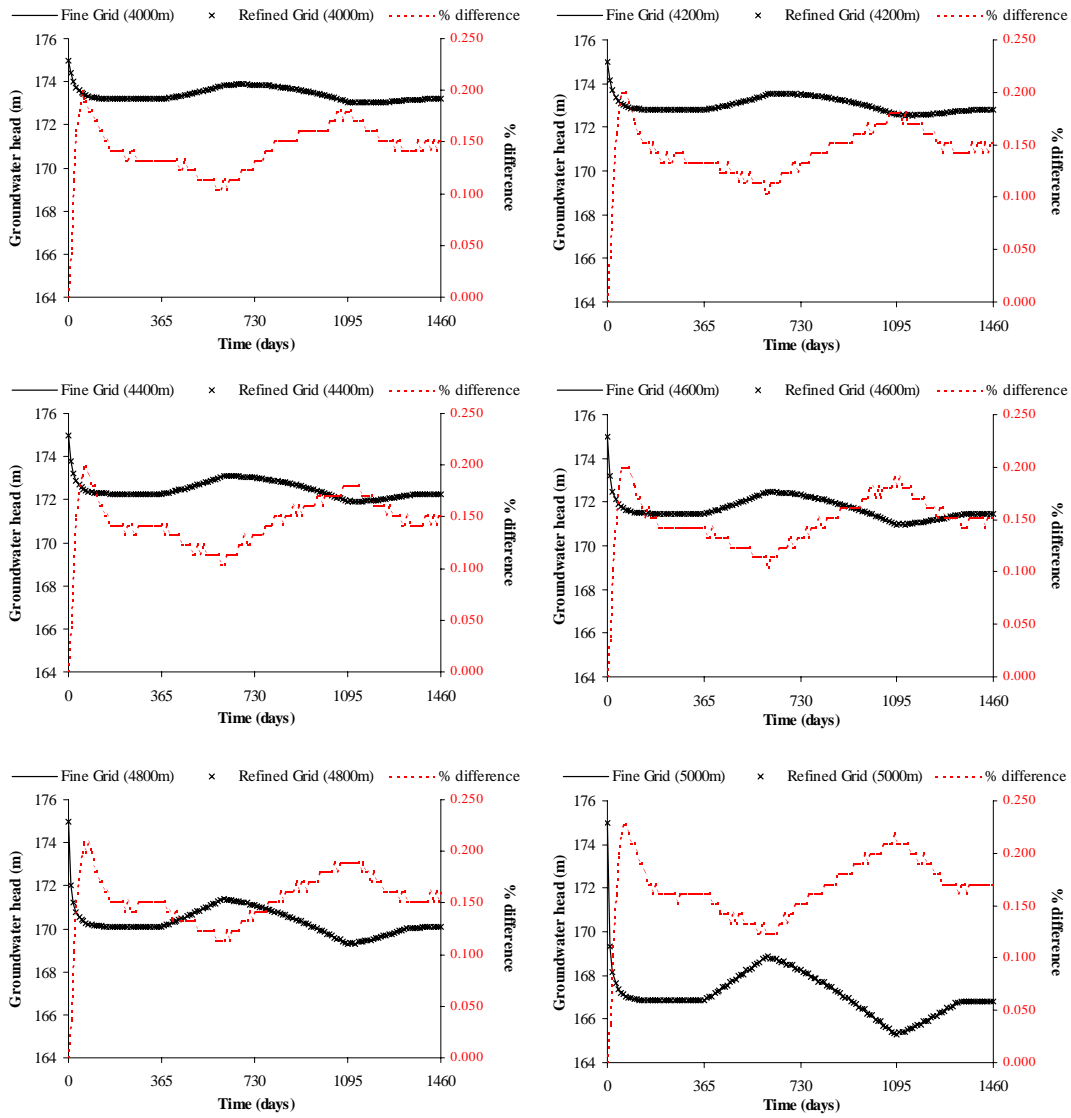 Fine Grid (4000m) Refined Grid (4000m) % difference
176
174
172
170
168
166
164
Groundwater head (m)
0.250
0.200
0.150
0.100
0.050
0.000
% difference
0 365 730 1095 1460
Time (days)
Fine Grid (4200m) Refined Grid (4200m) % difference
176
174
172
170
168
166
164
Groundwater head (m)
0.250
0.200
0.150
0.100
0.050
0.000
% difference
0 365 730 1095 1460
Time (days)
Fine Grid (4400m) Refined Grid (4400m) % difference
176
174
172
170
168
166
164
Groundwater head (m)
0.250
0.200
0.150
0.100
0.050
0.000
% difference
0 365 730 1095 1460
Time (days)
Fine Grid (4600m) Refined Grid (4600m) % difference
176
174
172
170
168
166
164
Groundwater head (m)
0.250
0.200
0.150
0.100
0.050
0.000
% difference
0 365 730 1095 1460
Time (days)
Fine Grid (4800m) Refined Grid (4800m) % difference
176
174
172
170
168
166
164
Groundwater head (m)
0.250
0.200
0.150
0.100
0.050
0.000
% difference
0 365 730 1095 1460
Time (days)
Fine Grid (5000m) Refined Grid (5000m) % difference
176
174
172
170
168
166
164
Groundwater head (m)
0.250
0.200
0.150
0.100
0.050
0.000
% difference
0 365 730 1095 1460
Time (days)